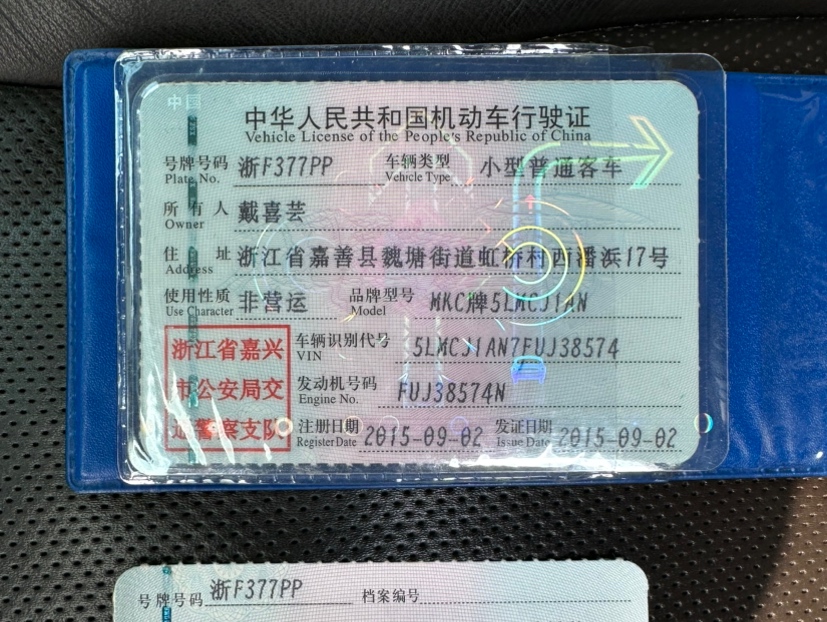 中国
中华人民共和国机动车行驶证
Vehicle License of the People's Republic of China
号牌号码 浙F377PP 车辆类型 小型普通客车
Plate No. Vehicle Type
所有人 戴喜芸
Owner
住址 浙江省嘉善县魏塘街道虹桥村西潘浜17号
Address
使用性质 非营运 品牌型号 MKC牌5LMCJ1AN
Use Character Model
浙江省嘉兴
市公安局交
通警察支队
车辆识别代号 5LMCJ1AN7FUJ38574
VIN
发动机号码 FUJ38574N
Engine No.
注册日期 2015-09-02 发证日期 2015-09-02
Register Date Issue Date
号牌号码 浙F377PP 档案编号